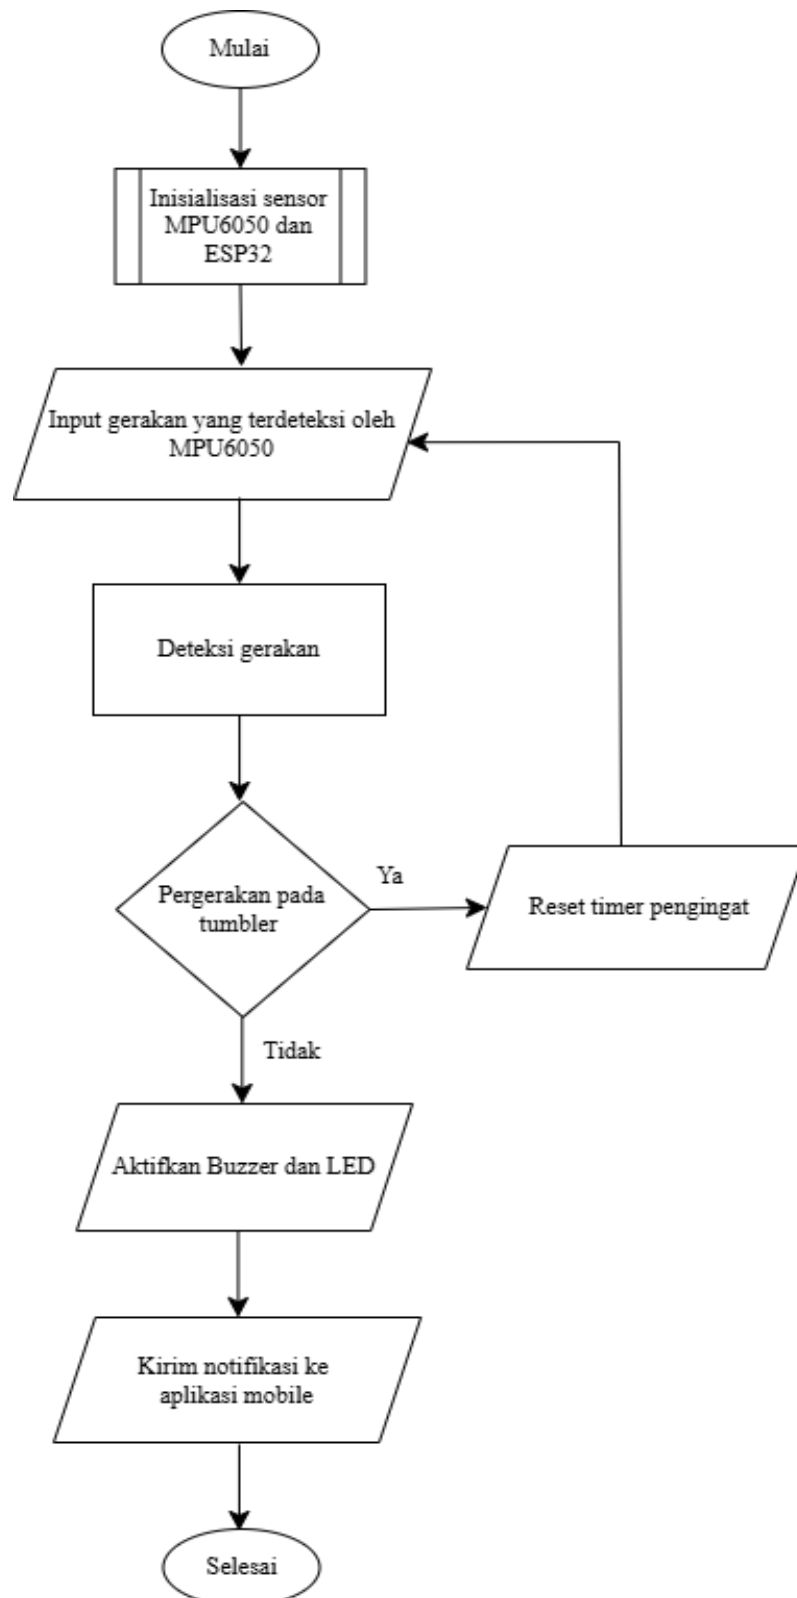 Mulai
Inisialisasi sensor
MPU6050 dan
ESP32
Input gerakan yang terdeteksi oleh
MPU6050
Deteksi gerakan
Pergerakan pada
tumbler
Ya
Reset timer pengingat
Tidak
Aktifkan Buzzer dan LED
Kirim notifikasi ke
aplikasi mobile
Selesai